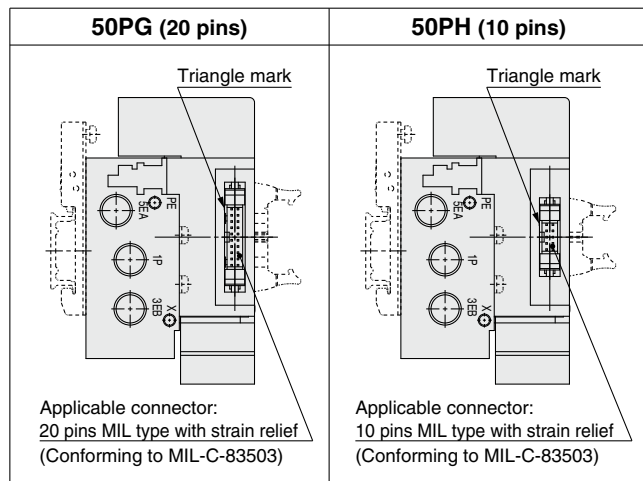 50PG (20 pins)
Triangle mark
PE
5EA
1P
3EB
X
Applicable connector:
20 pins MIL type with strain relief
(Conforming to MIL-C-83503)
50PH (10 pins)
Triangle mark
PE
5EA
1P
3EB
X
Applicable connector:
10 pins MIL type with strain relief
(Conforming to MIL-C-83503)